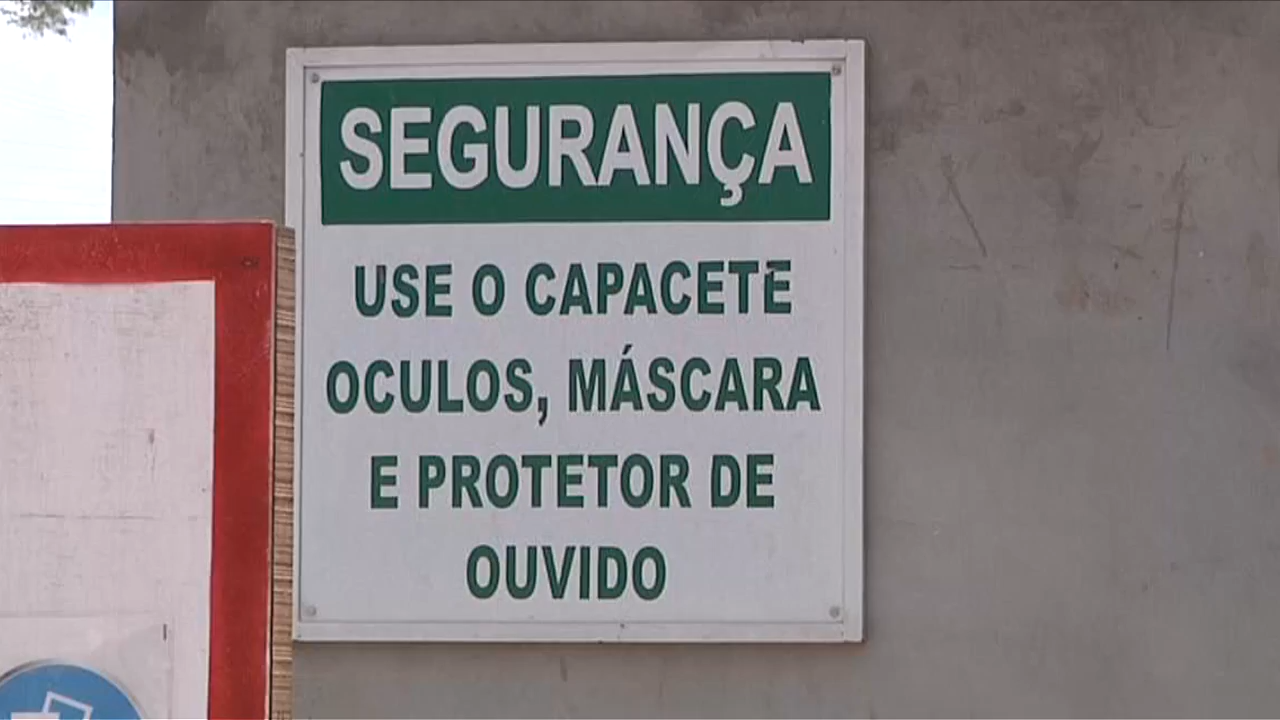 SEGURANÇA
USE O CAPACETE
OCULOS, MÁSCARA
E PROTETOR DE
OUVIDO